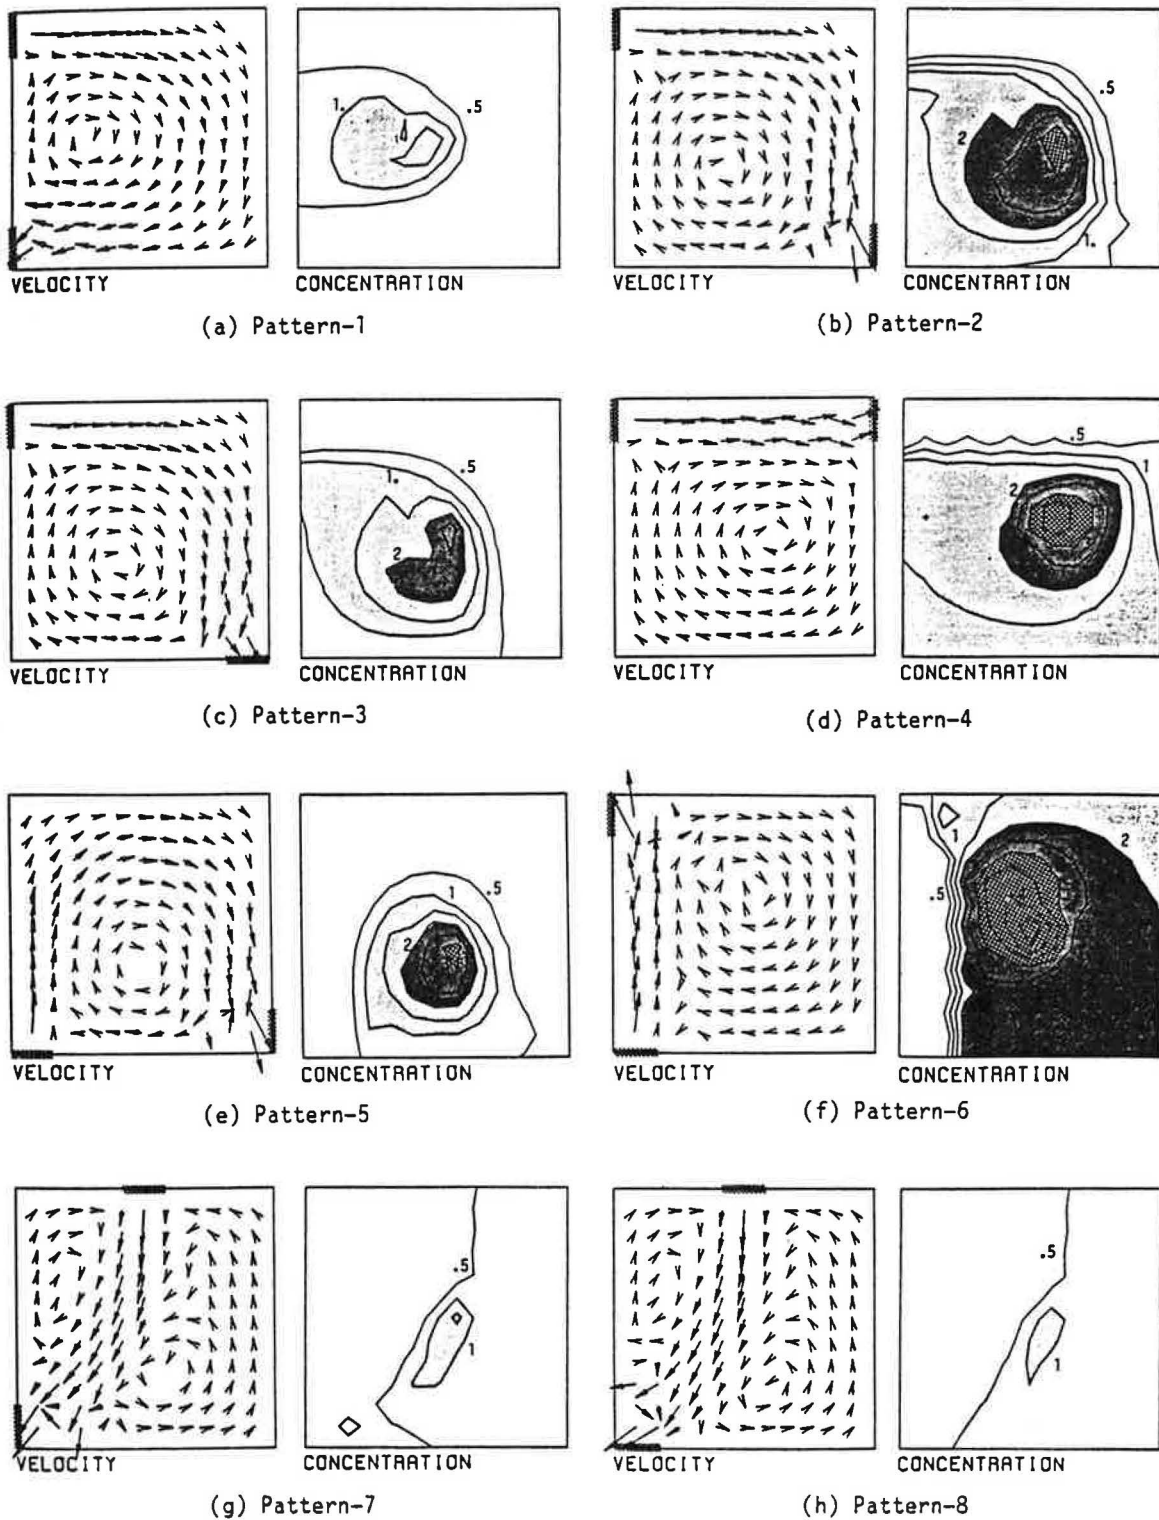 1. .5
1
VELOCITY CONCENTRATION
(a) Pattern-1
.5
2
1.
VELOCITY CONCENTRATION
(b) Pattern-2
.5
1.
2
VELOCITY CONCENTRATION
(c) Pattern-3
.5
1
2
VELOCITY CONCENTRATION
(d) Pattern-4
1 .5
2
VELOCITY CONCENTRATION
(e) Pattern-5
1 2
.5
VELOCITY CONCENTRATION
(f) Pattern-6
.5
1
VELOCITY CONCENTRATION
(g) Pattern-7
.5
1
VELOCITY CONCENTRATION
(h) Pattern-8